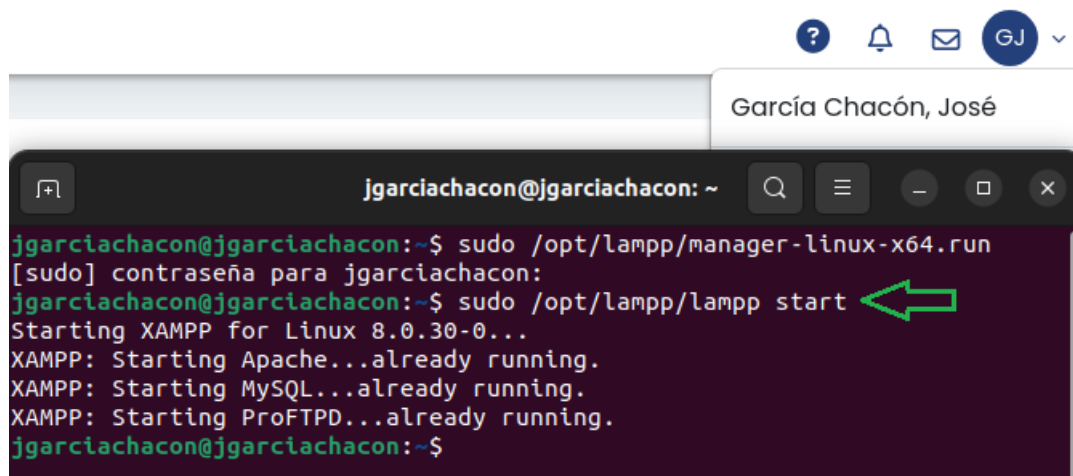 ?
GJ
García Chacón, José
jgarciachacon@jgarciachacon: ~
jgarciachacon@jgarciachacon:~$ sudo /opt/lampp/manager-linux-x64.run
[sudo] contraseña para jgarciachacon:
jgarciachacon@jgarciachacon:~$ sudo /opt/lampp/lampp start
Starting XAMPP for Linux 8.0.30-0...
XAMPP: Starting Apache...already running.
XAMPP: Starting MySQL...already running.
XAMPP: Starting ProFTPD...already running.
jgarciachacon@jgarciachacon:~$